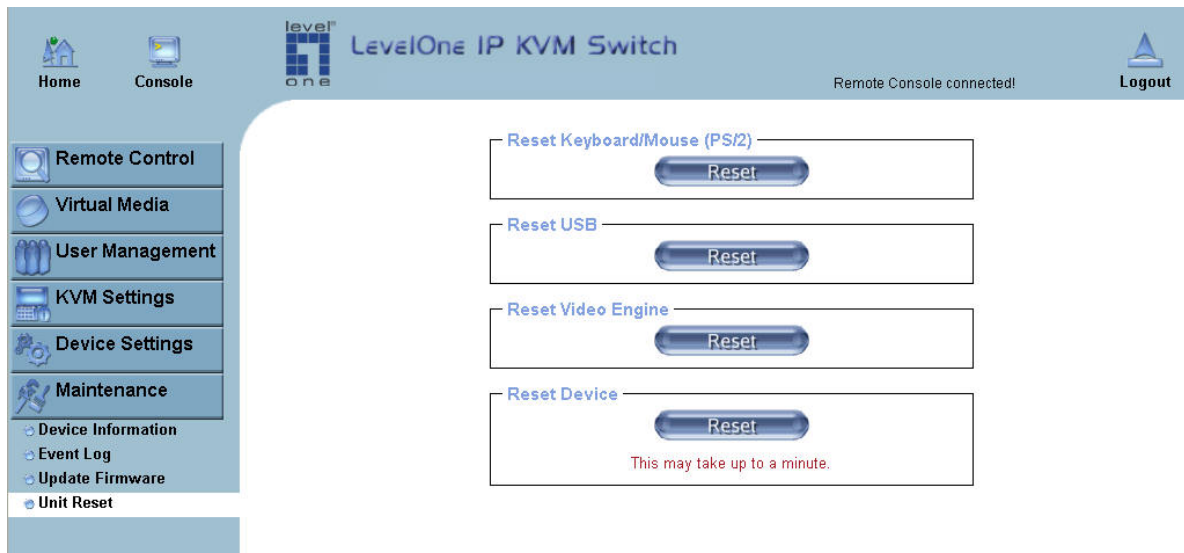 Home
Console
level
one
LevelOne IP KVM Switch
Remote Console connected!
Logout
Remote Control
Virtual Media
User Management
KVM Settings
Device Settings
Maintenance
Device Information
Event Log
Update Firmware
Unit Reset
Reset Keyboard/Mouse (PS/2)
Reset
Reset USB
Reset
Reset Video Engine
Reset
Reset Device
Reset
This may take up to a minute.